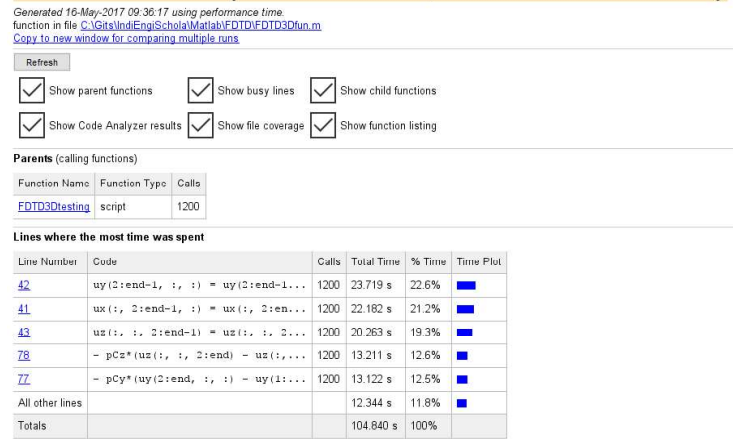 Generated 16-May-2017 09:36:17 using performance time.
function in file C:\Gits\IndiEngiSchola\Matlab\FDTD\FDTD3Dfun.m
Copy to new window for comparing multiple runs
Refresh
Show parent functions Show busy lines Show child functions
Show Code Analyzer results Show file coverage Show function listing
Parents (calling functions)
Function Name Function Type Calls
FDTD3Dtesting script 1200
Lines where the most time was spent
Line Number Code Calls Total Time % Time Time Plot
42 uy(2:end-1, :, :) = uy(2:end-1... 1200 23.719 s 22.6%
41 ux(:, 2:end-1, :) = ux(:, 2:en... 1200 22.182 s 21.2%
43 uz(:, :, 2:end-1) = uz(:, :, 2... 1200 20.263 s 19.3%
78 - pCz*(uz(:, :, 2:end) - uz(:,... 1200 13.211 s 12.6%
77 - pCy*(uy(2:end, :, :) - uy(1:... 1200 13.122 s 12.5%
All other lines 12.344 s 11.8%
Totals 104.840 s 100%